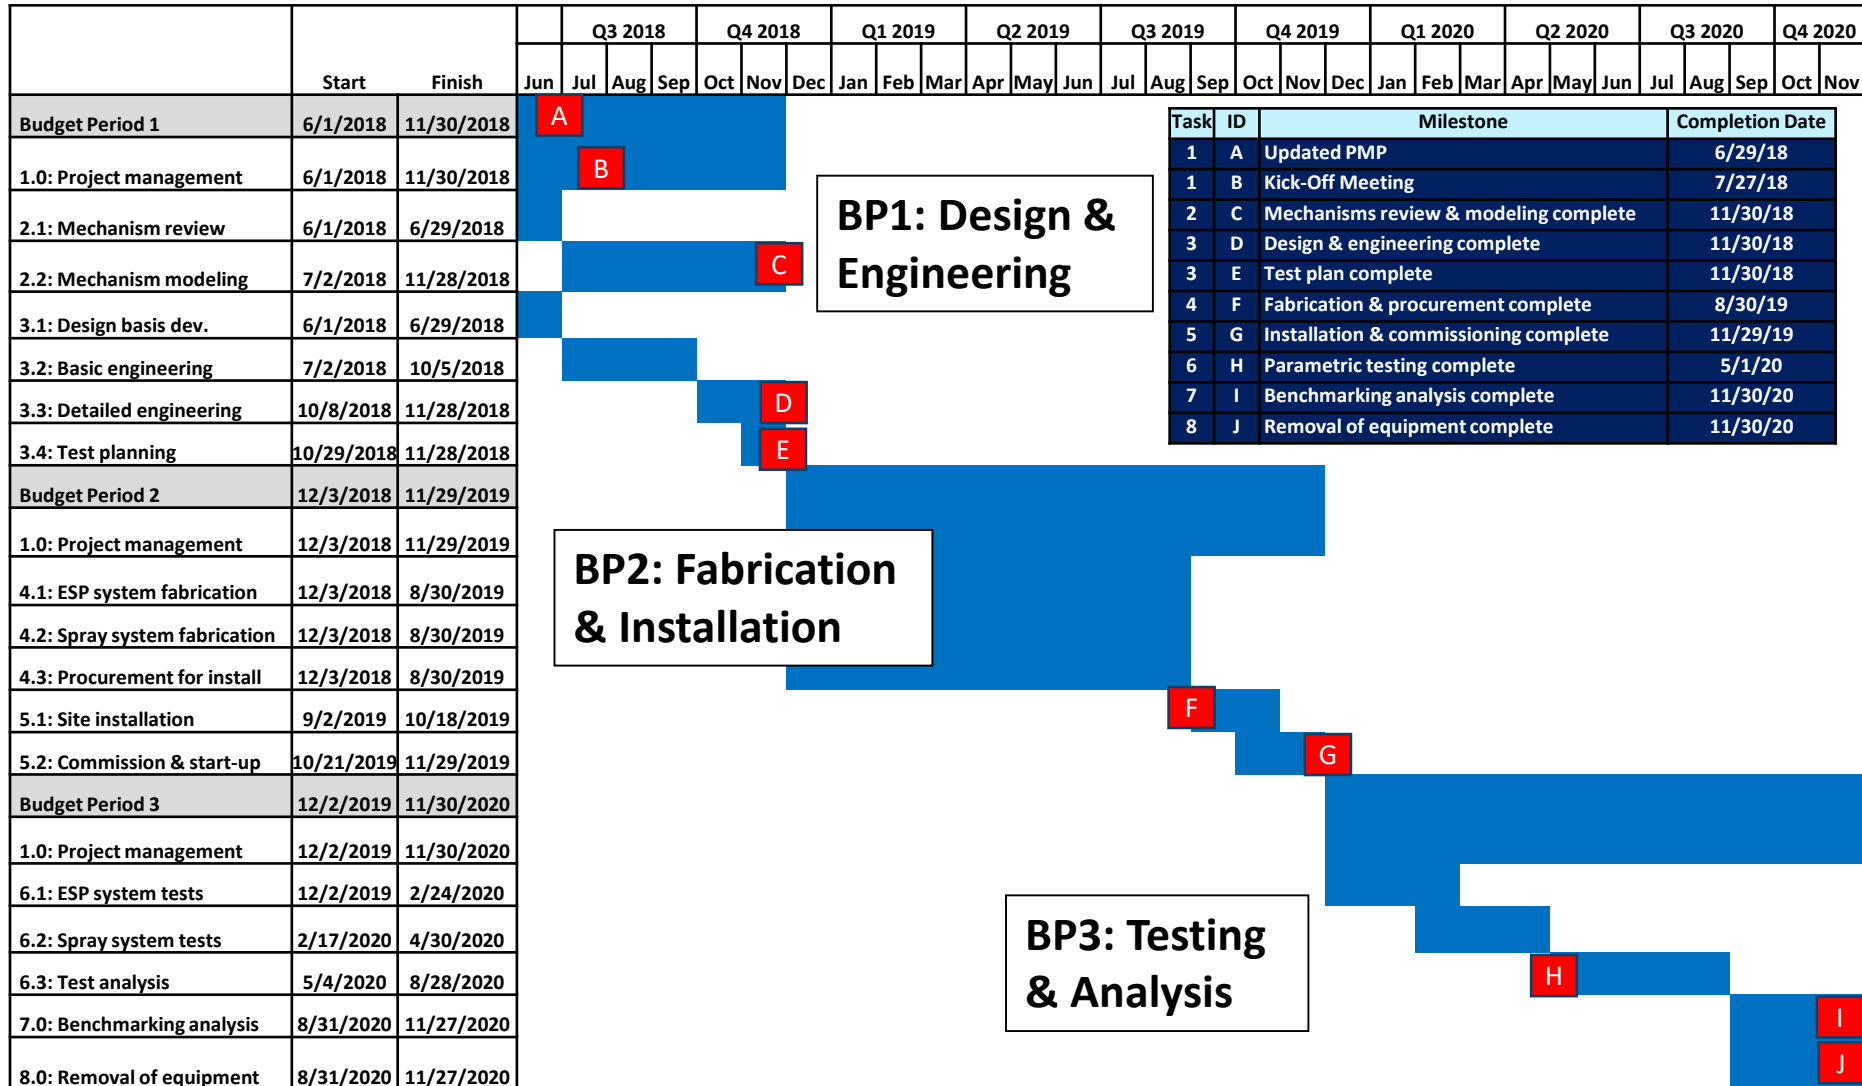 Q3 2018 Q4 2018 Q1 2019 Q2 2019 Q3 2019 Q4 2019 Q1 2020 Q2 2020 Q3 2020 Q4 2020
Start Finish Jun Jul Aug Sep Oct Nov Dec Jan Feb Mar Apr May Jun Jul Aug Sep Oct Nov Dec Jan Feb Mar Apr May Jun Jul Aug Sep Oct Nov
Budget Period 1 6/1/2018 11/30/2018 A
1.0: Project management 6/1/2018 11/30/2018 B
2.1: Mechanism review 6/1/2018 6/29/2018
2.2: Mechanism modeling 7/2/2018 11/28/2018 C
3.1: Design basis dev. 6/1/2018 6/29/2018
3.2: Basic engineering 7/2/2018 10/5/2018
3.3: Detailed engineering 10/8/2018 11/28/2018 D
3.4: Test planning 10/29/2018 11/28/2018 E
Budget Period 2 12/3/2018 11/29/2019
1.0: Project management 12/3/2018 11/29/2019
4.1: ESP system fabrication 12/3/2018 8/30/2019
4.2: Spray system fabrication 12/3/2018 8/30/2019
4.3: Procurement for install 12/3/2018 8/30/2019
5.1: Site installation 9/2/2019 10/18/2019 F
5.2: Commission & start-up 10/21/2019 11/29/2019 G
Budget Period 3 12/2/2019 11/30/2020
1.0: Project management 12/2/2019 11/30/2020
6.1: ESP system tests 12/2/2019 2/24/2020
6.2: Spray system tests 2/17/2020 4/30/2020
6.3: Test analysis 5/4/2020 8/28/2020 H
7.0: Benchmarking analysis 8/31/2020 11/27/2020 I
8.0: Removal of equipment 8/31/2020 11/27/2020 J
BP1: Design &
Engineering
BP2: Fabrication
& Installation
BP3: Testing
& Analysis
Task ID Milestone Completion Date
1 A Updated PMP 6/29/18
1 B Kick-Off Meeting 7/27/18
2 C Mechanisms review & modeling complete 11/30/18
3 D Design & engineering complete 11/30/18
3 E Test plan complete 11/30/18
4 F Fabrication & procurement complete 8/30/19
5 G Installation & commissioning complete 11/29/19
6 H Parametric testing complete 5/1/20
7 I Benchmarking analysis complete 11/30/20
8 J Removal of equipment complete 11/30/20